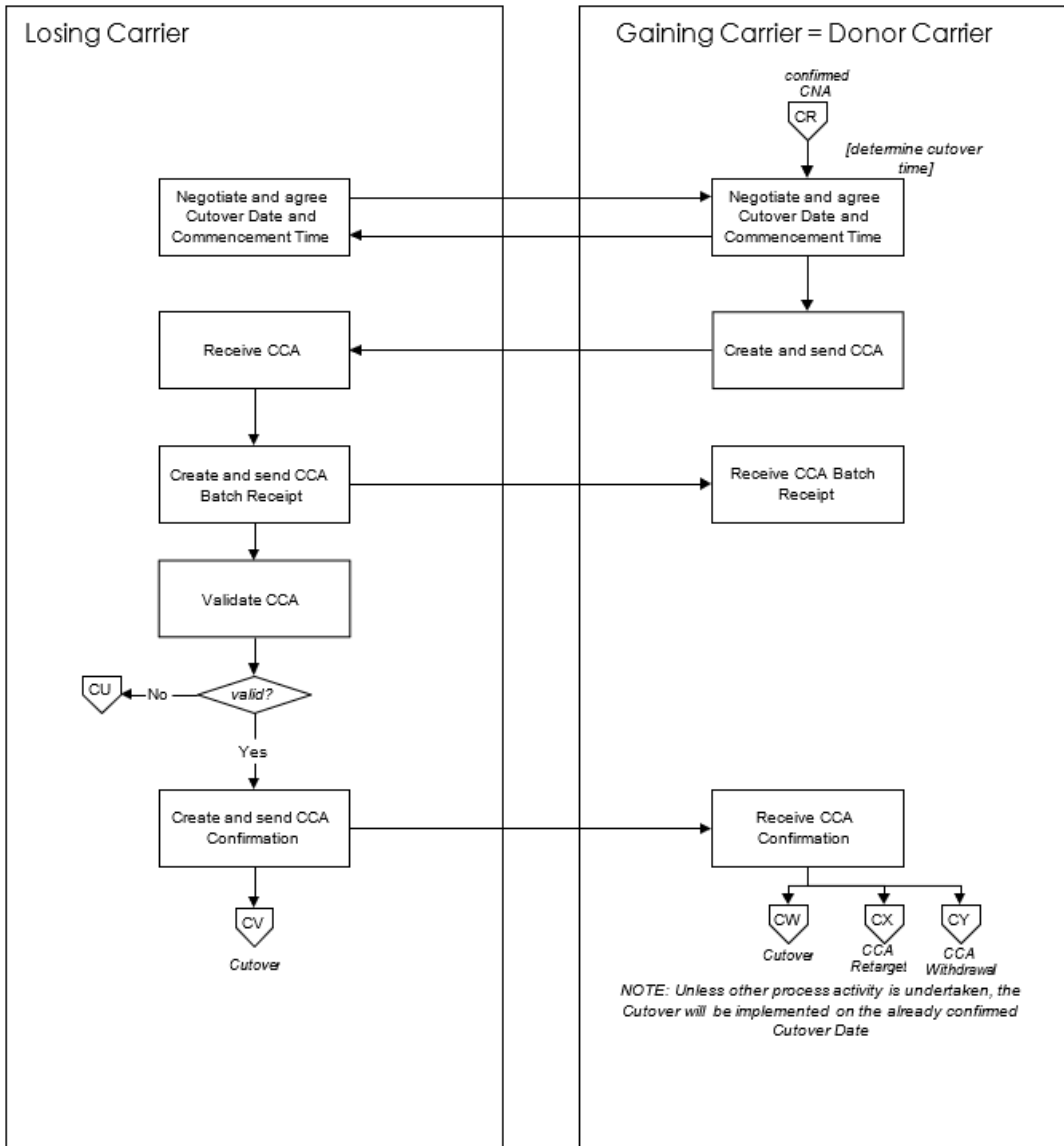 Losing Carrier
Gaining Carrier = Donor Carrier
confirmed
CNA
CR
[determine cutover
time]
Negotiate and agree
Cutover Date and
Commencement Time
Negotiate and agree
Cutover Date and
Commencement Time
Receive CCA
Create and send CCA
Create and send CCA
Batch Receipt
Receive CCA Batch
Receipt
Validate CCA
CU
No
valid?
Yes
Create and send CCA
Confirmation
Receive CCA
Confirmation
CV
Cutover
CW
Cutover
CX
CCA
Retarget
CY
CCA
Withdrawal
NOTE: Unless other process activity is undertaken, the
Cutover will be implemented on the already confirmed
Cutover Date